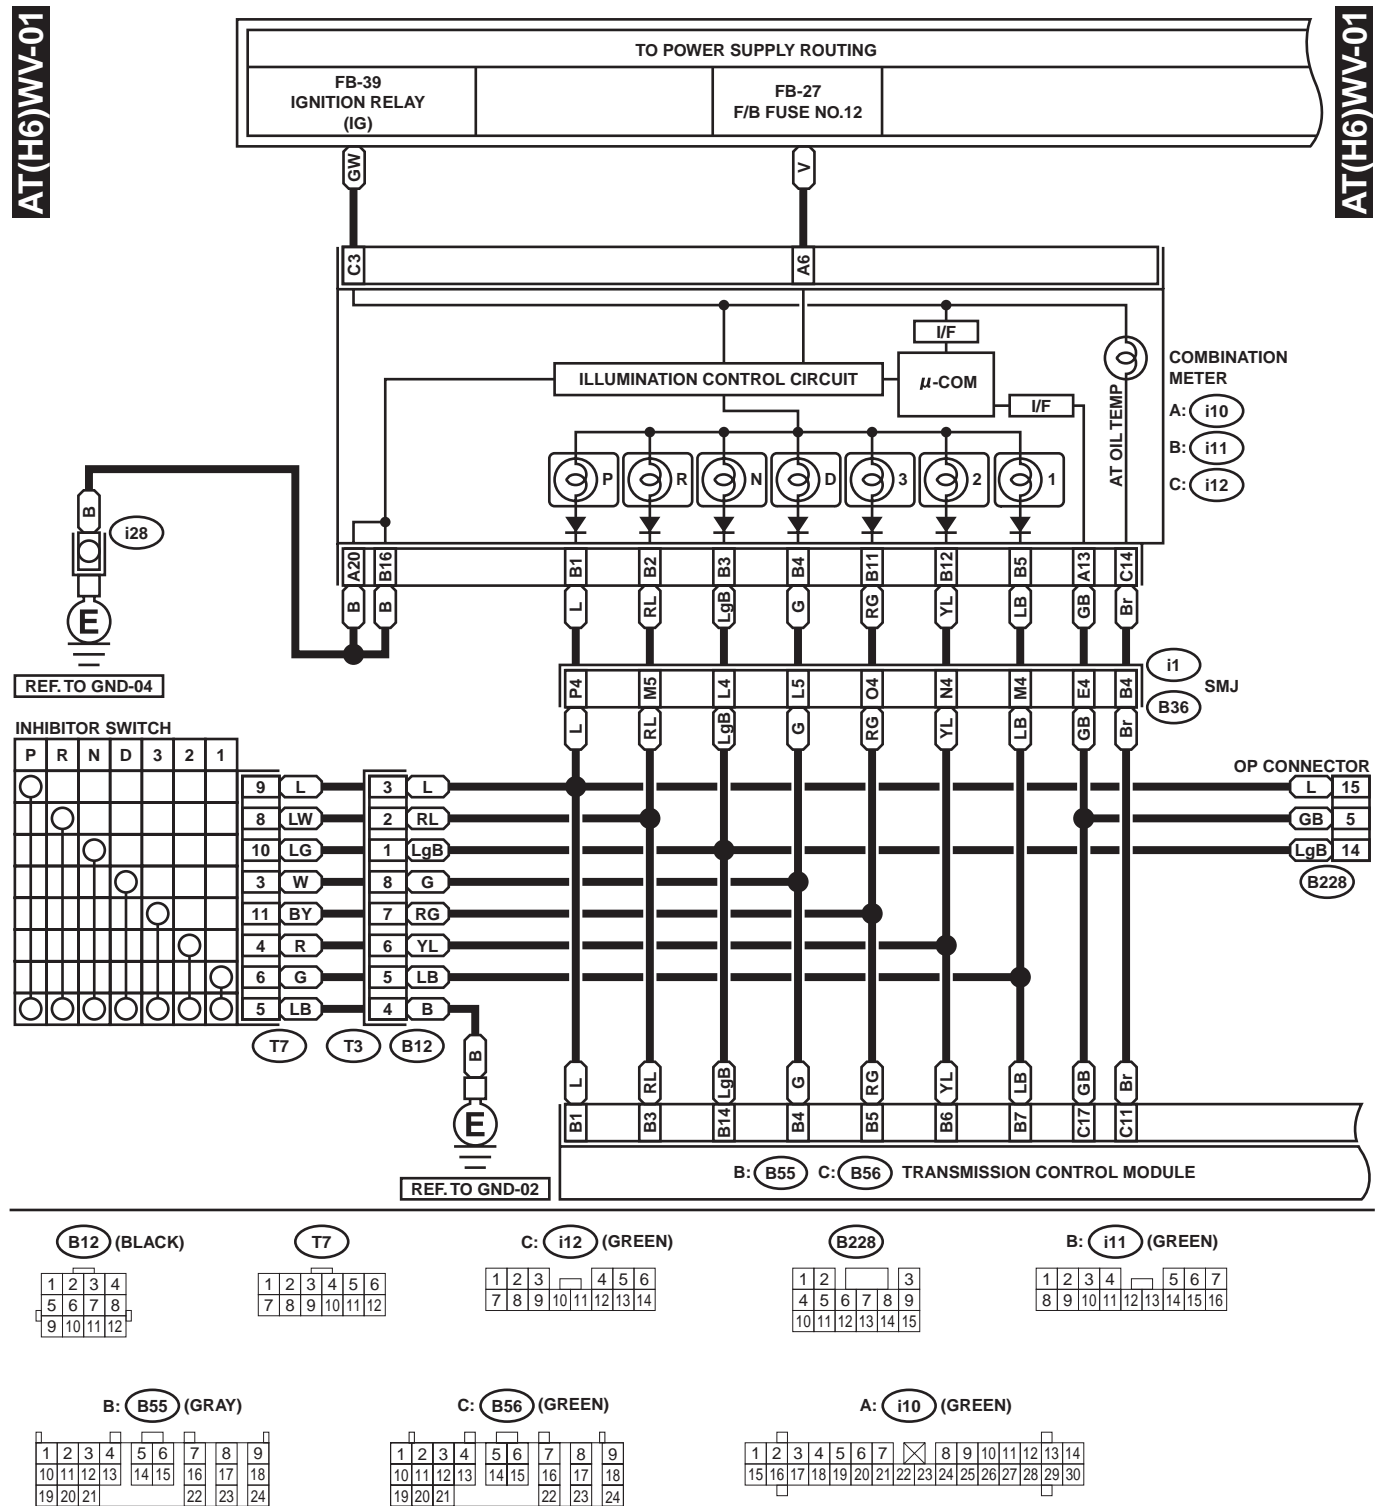 AT(H6)WV-01
AT(H6)WV-01
TO POWER SUPPLY ROUTING
FB-39
IGNITION RELAY
(IG)
FB-27
F/B FUSE NO.12
GW
V
C3
A6
I/F
ILLUMINATION CONTROL CIRCUIT
μ-COM
I/F
AT OIL TEMP
COMBINATION
METER
A: i10
B: i11
C: i12
P R N D 3 2 1
B
i28
E
REF. TO GND-04
A20 B16 B1 B2 B3 B4 B11 B12 B5 A13 C14
B B L RL LgB G RG YL LB GB Br
P4 M5 L4 L5 O4 N4 M4 E4 B4
i1
SMJ
B36
L RL LgB G RG YL LB GB Br
INHIBITOR SWITCH
P R N D 3 2 1
OP CONNECTOR
9 L 3 L L 15
8 LW 2 RL GB 5
10 LG 1 LgB LgB 14
3 W 8 G
B228
11 BY 7 RG
4 R 6 YL
6 G 5 LB
5 LB 4 B
T7 T3 B12
B
E
REF. TO GND-02
L RL LgB G RG YL LB GB Br
B1 B3 B14 B4 B5 B6 B7 C17 C11
B: B55 C: B56 TRANSMISSION CONTROL MODULE
B12 (BLACK)
1 2 3 4
5 6 7 8
9 10 11 12
T7
1 2 3 4 5 6
7 8 9 10 11 12
C: i12 (GREEN)
1 2 3 4 5 6
7 8 9 10 11 12 13 14
B228
1 2 3
4 5 6 7 8 9
10 11 12 13 14 15
B: i11 (GREEN)
1 2 3 4 5 6 7
8 9 10 11 12 13 14 15 16
B: B55 (GRAY)
1 2 3 4 5 6 7 8 9
10 11 12 13 14 15 16 17 18
19 20 21 22 23 24
C: B56 (GREEN)
1 2 3 4 5 6 7 8 9
10 11 12 13 14 15 16 17 18
19 20 21 22 23 24
A: i10 (GREEN)
1 2 3 4 5 6 7 8 9 10 11 12 13 14
15 16 17 18 19 20 21 22 23 24 25 26 27 28 29 30